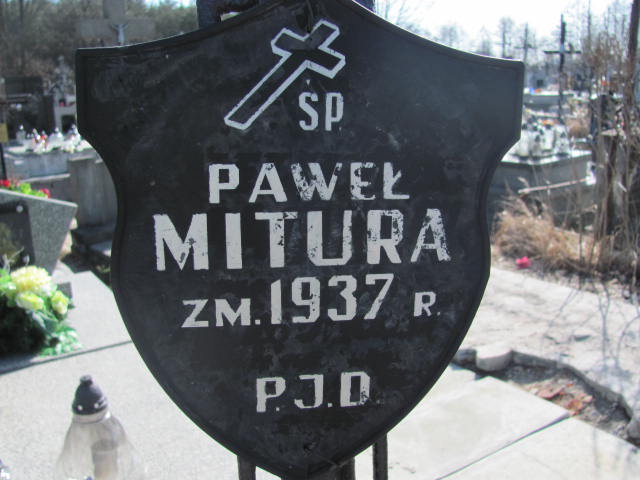 SP.
PAWEŁ
MITURA
ZM. 1937 R.
P.J.D.